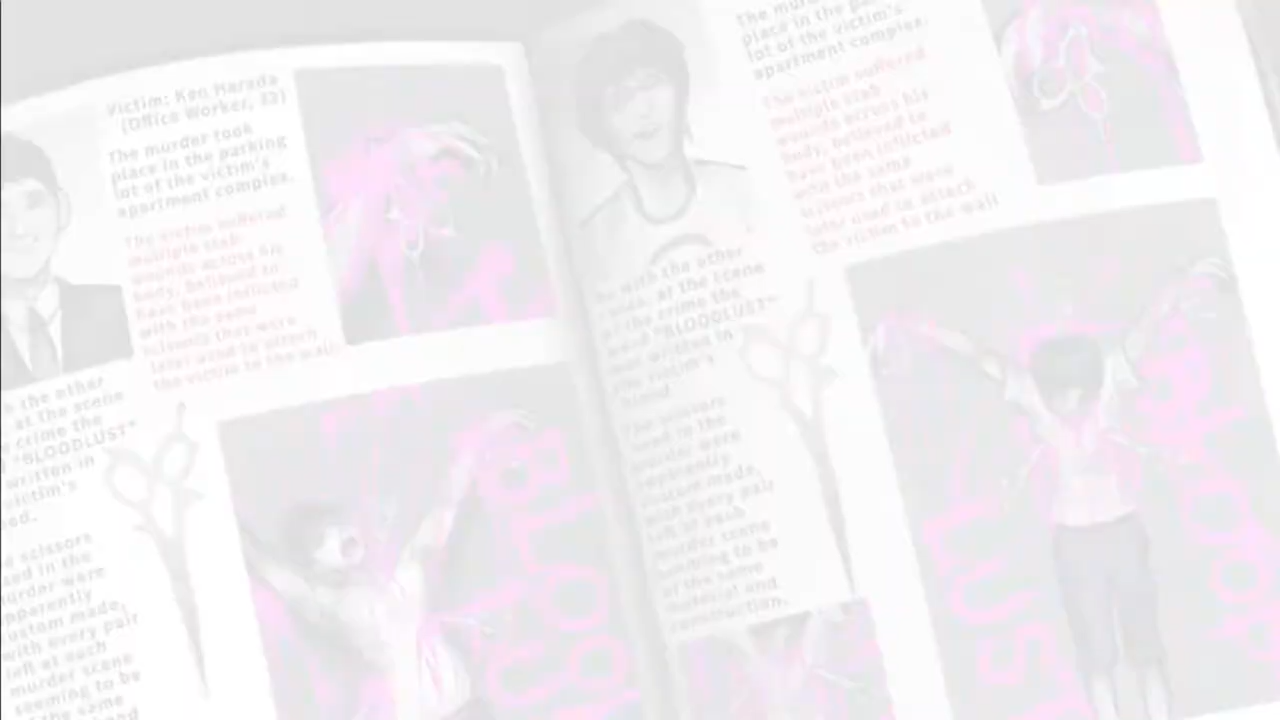 Victim: Ken Harada
(Office Worker, 33)
The murder took
place in the parking
lot of the victim's
apartment complex.
The victim suffered
multiple stab
wounds across his
body, believed to
have been inflicted
with the same
scissors that were
later used to attach
the victim to the wall
the other
at the scene
crime the
"BLOODLUST"
written in
victim's
scissors
in the
murder were
apparently
custom made,
with every pair
left at each
murder scene
seeming to be
of the same
BLOOD
The murder
place in the
lot of the victim's
apartment complex.
The victim suffered
multiple stab
wounds across his
body, believed to
have been inflicted
with the same
scissors that were
later used to attach
the victim to the wall
As with the other
at the scene
of the crime the
word "BLOODLUST"
was written in
the victim's
blood.
The scissors
used in the
murder were
apparently
custom made,
with every pair
left at each
murder scene
seeming to be
of the same
material and
construction.
LUST